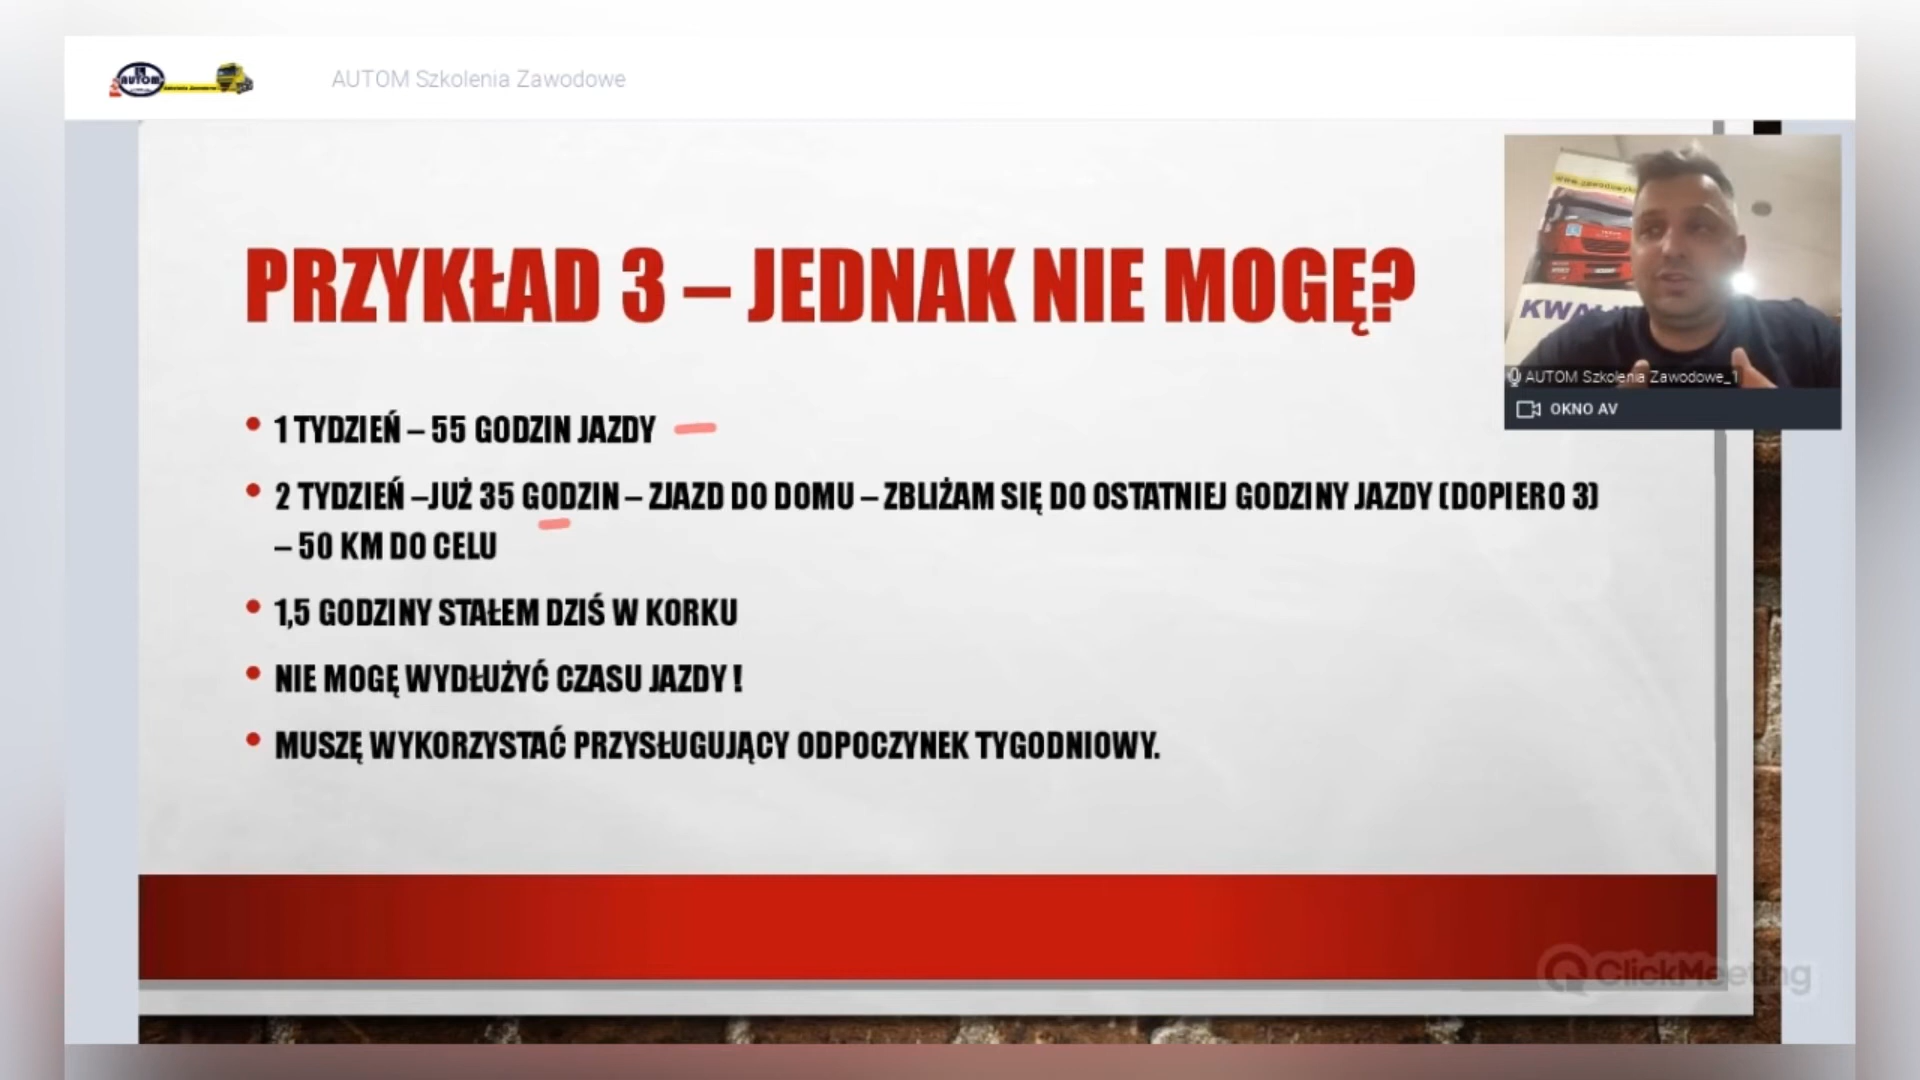 AUTOM
AUTOM Szkolenia Zawodowe
PRZYKŁAD 3 – JEDNAK NIE MOGĘ?
KWAL
AUTOM Szkolenia Zawodowe_1
OKNO AV
• 1 TYDZIEŃ – 55 GODZIN JAZDY
• 2 TYDZIEŃ –JUŻ 35 GODZIN – ZJAZD DO DOMU – ZBLIŻAM SIĘ DO OSTATNIEJ GODZINY JAZDY (DOPIERO 3)
– 50 KM DO CELU
• 1,5 GODZINY STAŁEM DZIŚ W KORKU
• NIE MOGĘ WYDŁUŻYĆ CZASU JAZDY !
• MUSZĘ WYKORZYSTAĆ PRZYSŁUGUJĄCY ODPOCZYNEK TYGODNIOWY.
ClickMeeting